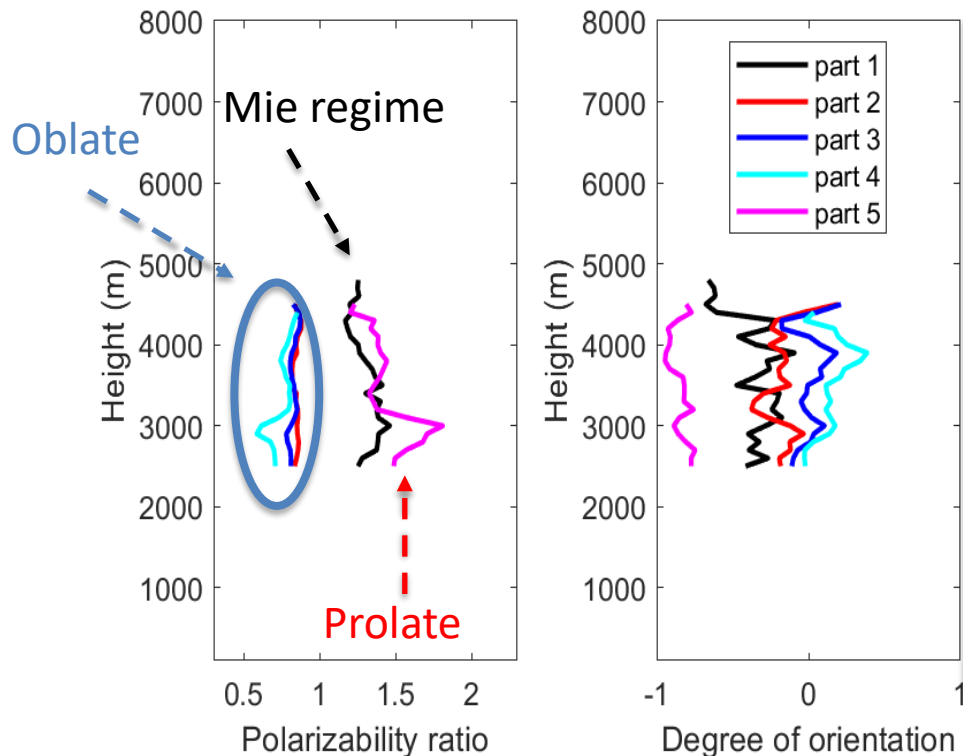 Oblate
Mie regime
Prolate
8000
7000
6000
5000
4000
3000
2000
1000
Height (m)
0.5 1 1.5 2
Polarizability ratio
8000
7000
6000
5000
4000
3000
2000
1000
Height (m)
part 1
part 2
part 3
part 4
part 5
-1 0 1
Degree of orientation